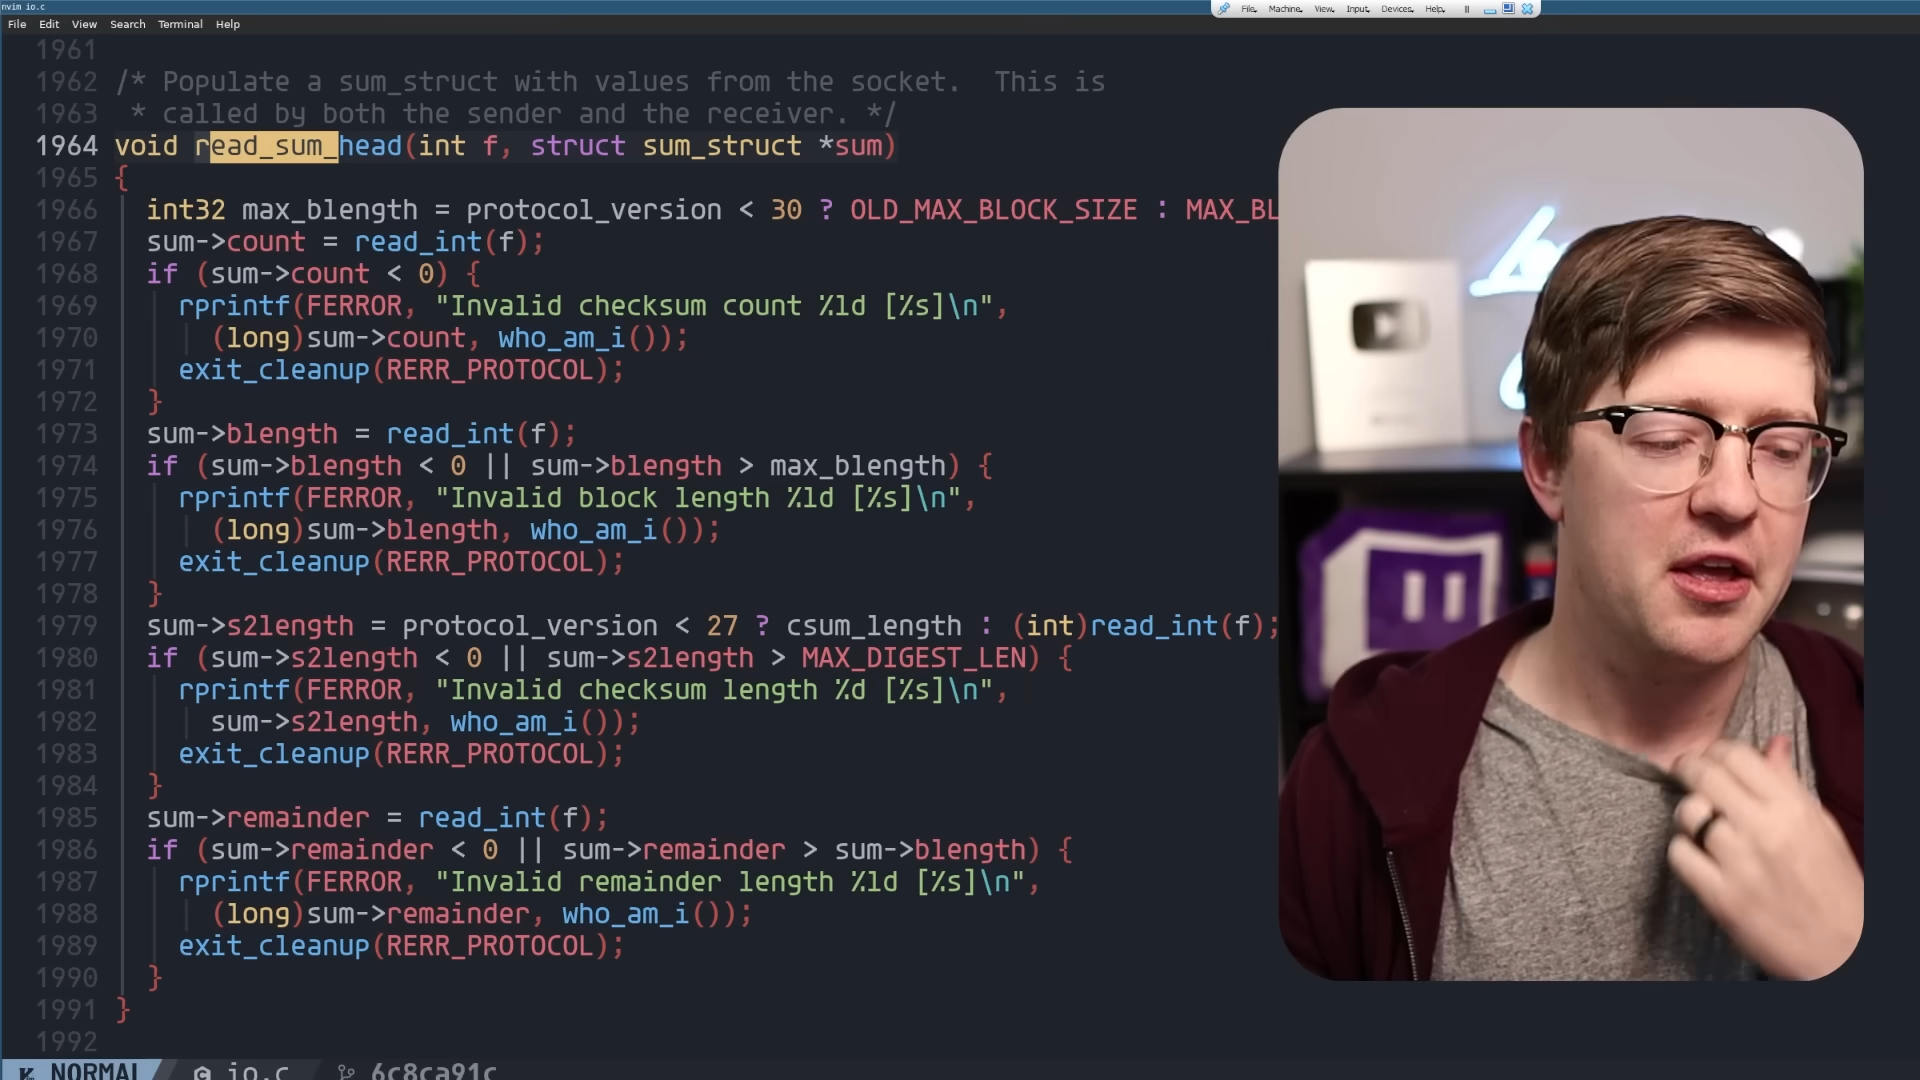 nvim io.c
File Machine View Input Devices Help
File Edit View Search Terminal Help
1961
1962 /* Populate a sum_struct with values from the socket.  This is
1963  * called by both the sender and the receiver. */
1964 void read_sum_head(int f, struct sum_struct *sum)
1965 {
1966   int32 max_blength = protocol_version < 30 ? OLD_MAX_BLOCK_SIZE : MAX_BL
1967   sum->count = read_int(f);
1968   if (sum->count < 0) {
1969     rprintf(FERROR, "Invalid checksum count %ld [%s]\n",
1970       (long)sum->count, who_am_i());
1971     exit_cleanup(RERR_PROTOCOL);
1972   }
1973   sum->blength = read_int(f);
1974   if (sum->blength < 0 || sum->blength > max_blength) {
1975     rprintf(FERROR, "Invalid block length %ld [%s]\n",
1976       (long)sum->blength, who_am_i());
1977     exit_cleanup(RERR_PROTOCOL);
1978   }
1979   sum->s2length = protocol_version < 27 ? csum_length : (int)read_int(f);
1980   if (sum->s2length < 0 || sum->s2length > MAX_DIGEST_LEN) {
1981     rprintf(FERROR, "Invalid checksum length %d [%s]\n",
1982       sum->s2length, who_am_i());
1983     exit_cleanup(RERR_PROTOCOL);
1984   }
1985   sum->remainder = read_int(f);
1986   if (sum->remainder < 0 || sum->remainder > sum->blength) {
1987     rprintf(FERROR, "Invalid remainder length %ld [%s]\n",
1988       (long)sum->remainder, who_am_i());
1989     exit_cleanup(RERR_PROTOCOL);
1990   }
1991 }
1992
NORMAL io.c 6c8ca91c